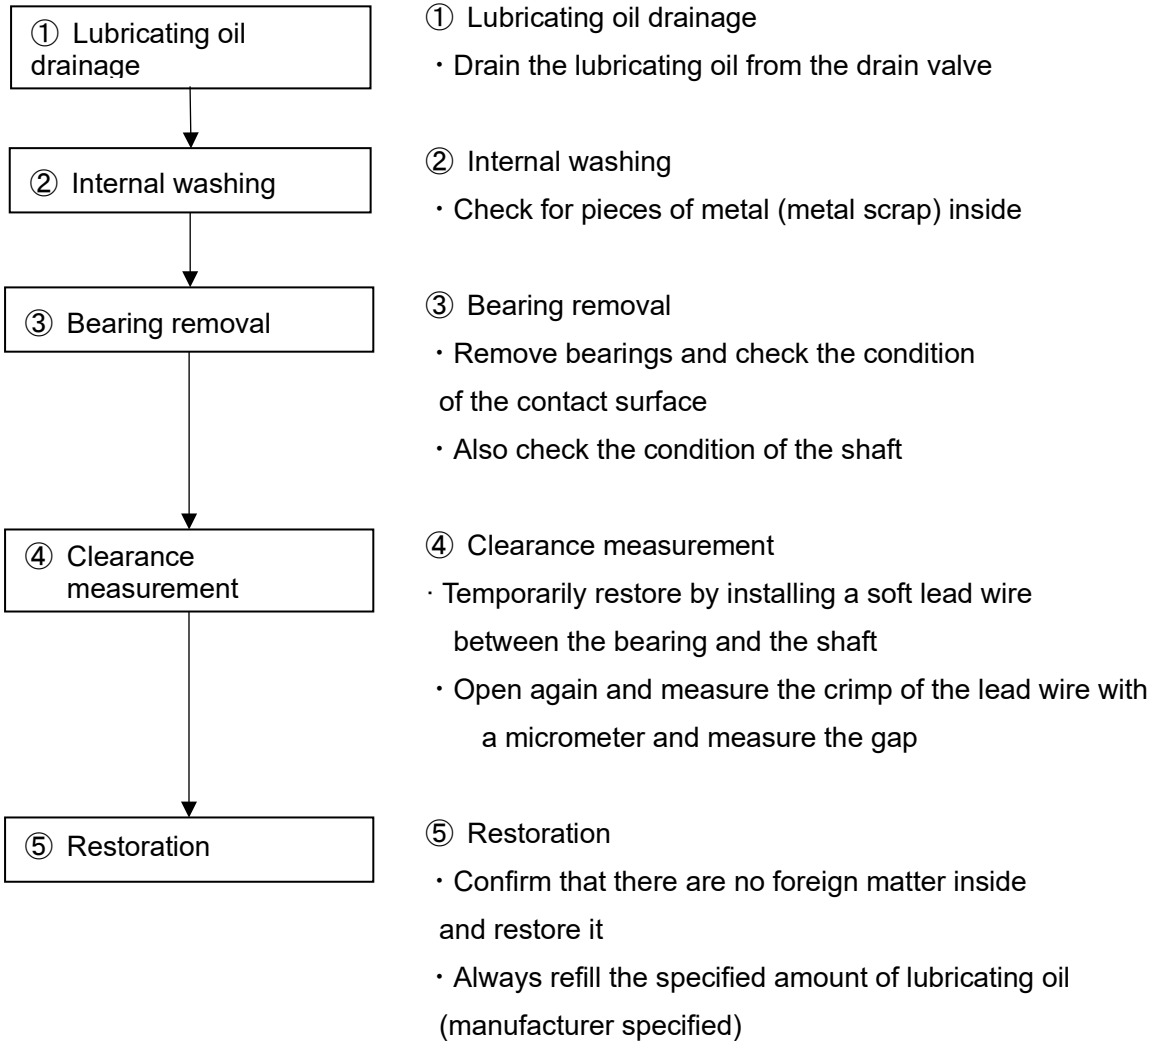 ① Lubricating oil
drainage
② Internal washing
③ Bearing removal
④ Clearance
measurement
⑤ Restoration
① Lubricating oil drainage
・Drain the lubricating oil from the drain valve
② Internal washing
・Check for pieces of metal (metal scrap) inside
③ Bearing removal
・Remove bearings and check the condition
of the contact surface
・Also check the condition of the shaft
④ Clearance measurement
・Temporarily restore by installing a soft lead wire
between the bearing and the shaft
・Open again and measure the crimp of the lead wire with
a micrometer and measure the gap
⑤ Restoration
・Confirm that there are no foreign matter inside
and restore it
・Always refill the specified amount of lubricating oil
(manufacturer specified)